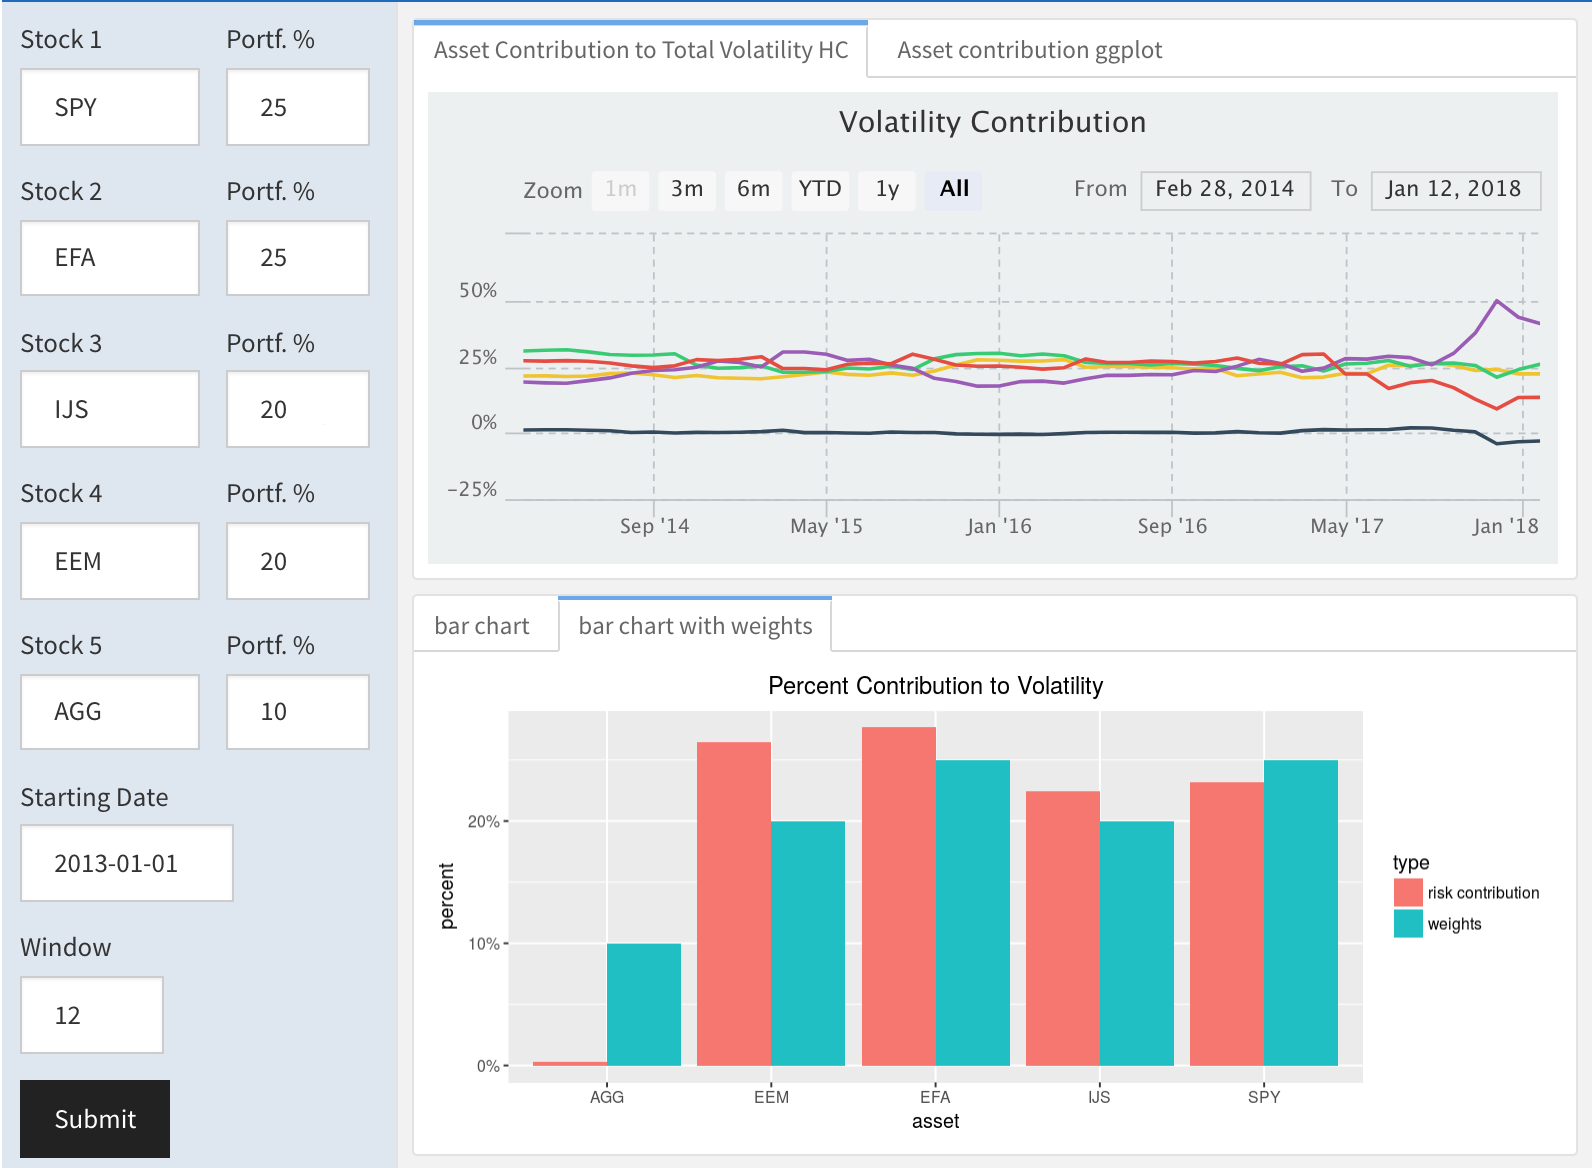 Stock 1 Portf. %
SPY 25
Stock 2 Portf. %
EFA 25
Stock 3 Portf. %
IJS 20
Stock 4 Portf. %
EEM 20
Stock 5 Portf. %
AGG 10
Starting Date
2013-01-01
Window
12
Submit
Asset Contribution to Total Volatility HC Asset contribution ggplot
Volatility Contribution
Zoom 1m 3m 6m YTD 1y All From Feb 28, 2014 To Jan 12, 2018
50%
25%
0%
−25%
Sep '14 May '15 Jan '16 Sep '16 May '17 Jan '18
bar chart bar chart with weights
Percent Contribution to Volatility
percent
20%
10%
0%
AGG EEM EFA IJS SPY
asset
type
risk contribution
weights